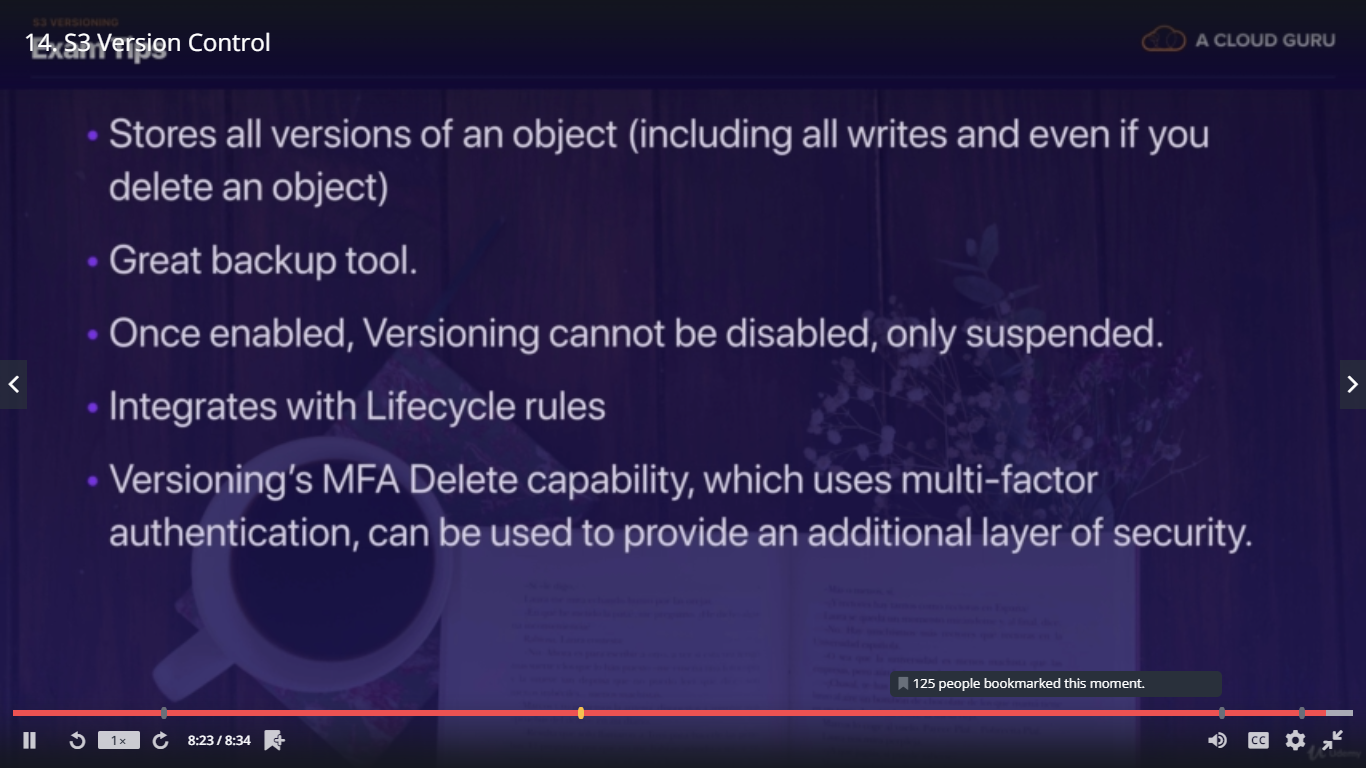 S3 VERSIONING
14. S3 Version Control
Exam Tips
A CLOUD GURU
• Stores all versions of an object (including all writes and even if you
delete an object)
• Great backup tool.
• Once enabled, Versioning cannot be disabled, only suspended.
• Integrates with Lifecycle rules
• Versioning’s MFA Delete capability, which uses multi-factor
authentication, can be used to provide an additional layer of security.
125 people bookmarked this moment.
1×
8:23 / 8:34
CC